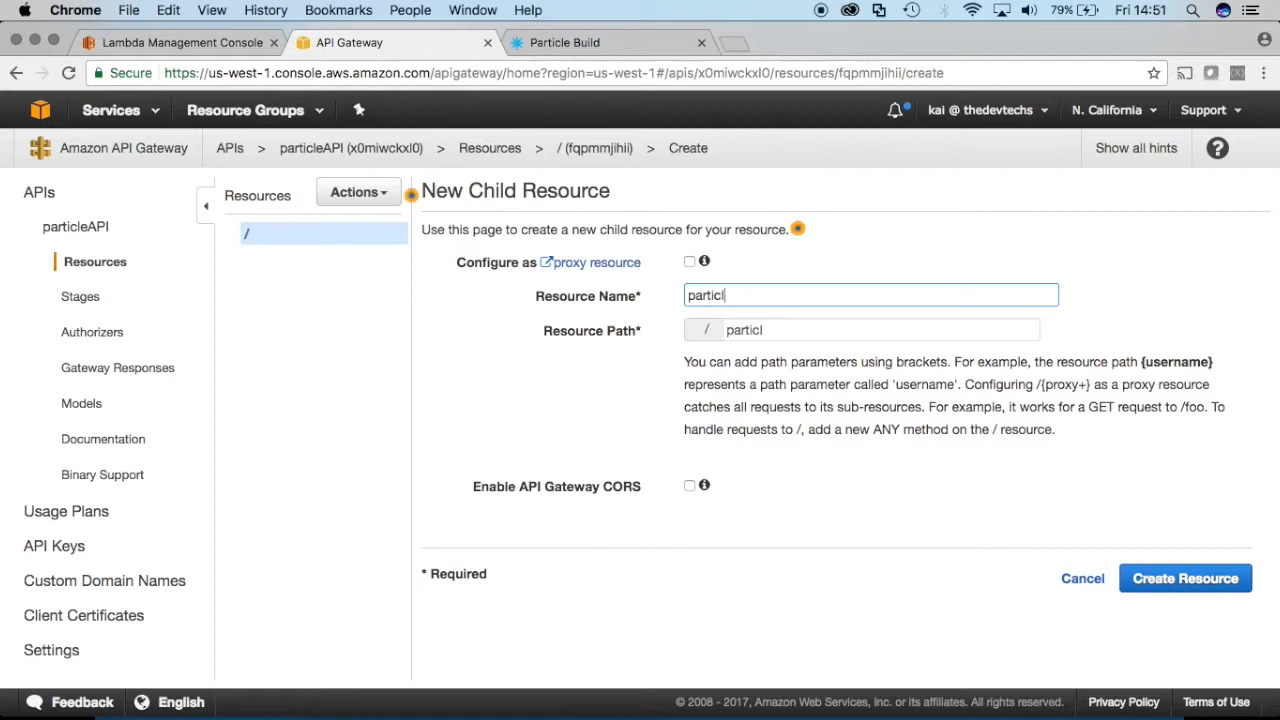 Chrome File Edit View History Bookmarks People Window Help 79% Fri 14:51
Lambda Management Console API Gateway Particle Build
Secure https://us-west-1.console.aws.amazon.com/apigateway/home?region=us-west-1#/apis/x0miwckxl0/resources/fqpmmjihii/create
Services Resource Groups kai @ thedevtechs N. California Support
Amazon API Gateway APIs > particleAPI (x0miwckxl0) > Resources > / (fqpmmjihii) > Create Show all hints
APIs
particleAPI
Resources
Stages
Authorizers
Gateway Responses
Models
Documentation
Binary Support
Usage Plans
API Keys
Custom Domain Names
Client Certificates
Settings
Resources Actions
/
New Child Resource
Use this page to create a new child resource for your resource.
Configure as proxy resource
Resource Name* particl
Resource Path* / particl
You can add path parameters using brackets. For example, the resource path {username}
represents a path parameter called 'username'. Configuring /{proxy+} as a proxy resource
catches all requests to its sub-resources. For example, it works for a GET request to /foo. To
handle requests to /, add a new ANY method on the / resource.
Enable API Gateway CORS
* Required Cancel Create Resource
Feedback English © 2008 - 2017, Amazon Web Services, Inc. or its affiliates. All rights reserved. Privacy Policy Terms of Use